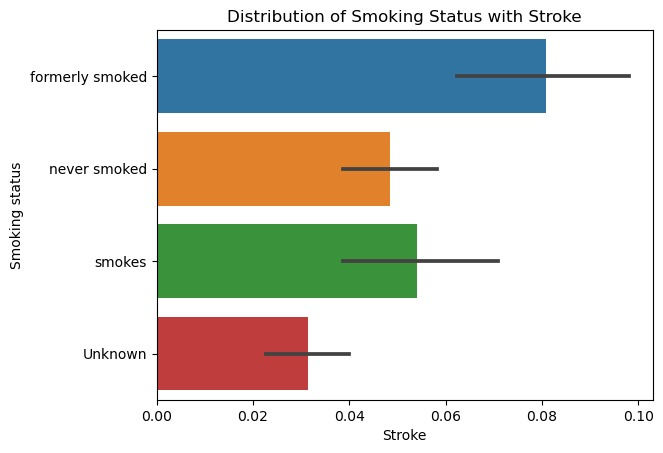 Distribution of Smoking Status with Stroke
formerly smoked
never smoked
smokes
Unknown
Smoking status
0.00 0.02 0.04 0.06 0.08 0.10
Stroke